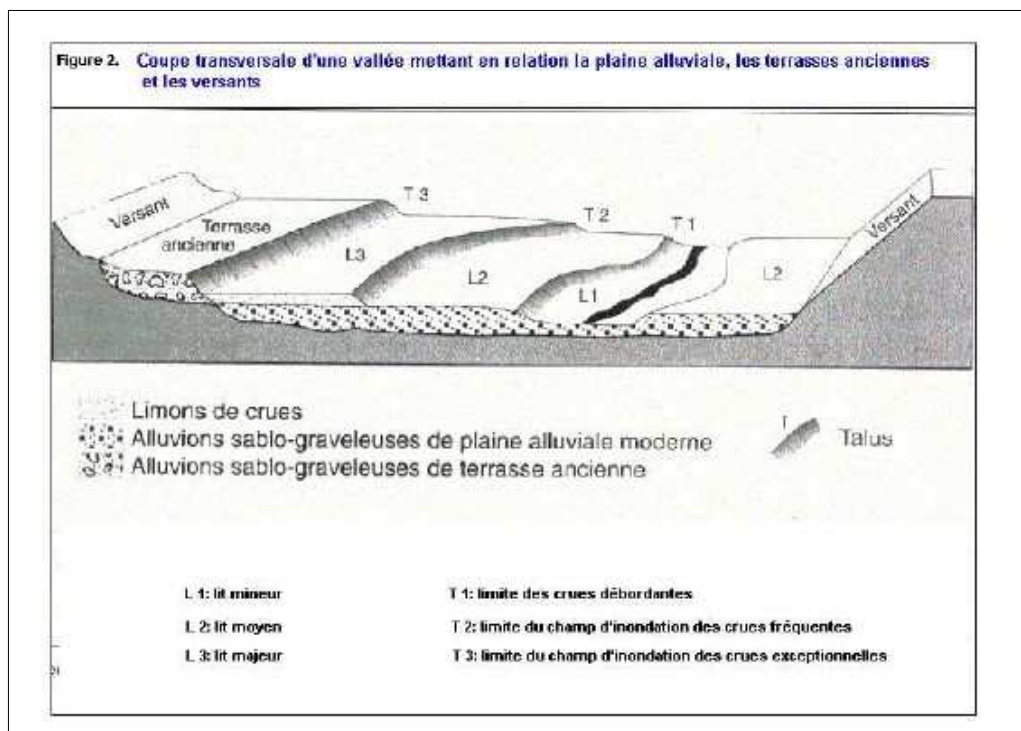 Figure 2. Coupe transversale d'une vallée mettant en relation la plaine alluviale, les terrasses anciennes
et les versants
T 3
T 2
T 1
Versant
Versant
Terrasse
ancienne
L3
L2
L2
L1
Limons de crues
T
Alluvions sablo-graveleuses de plaine alluviale moderne
Talus
Alluvions sablo-graveleuses de terrasse ancienne
L 1: lit mineur
T 1: limite des crues débordantes
L 2: lit moyen
T 2: limite du champ d'inondation des crues fréquentes
L 3: lit majeur
T 3: limite du champ d'inondation des crues exceptionnelles